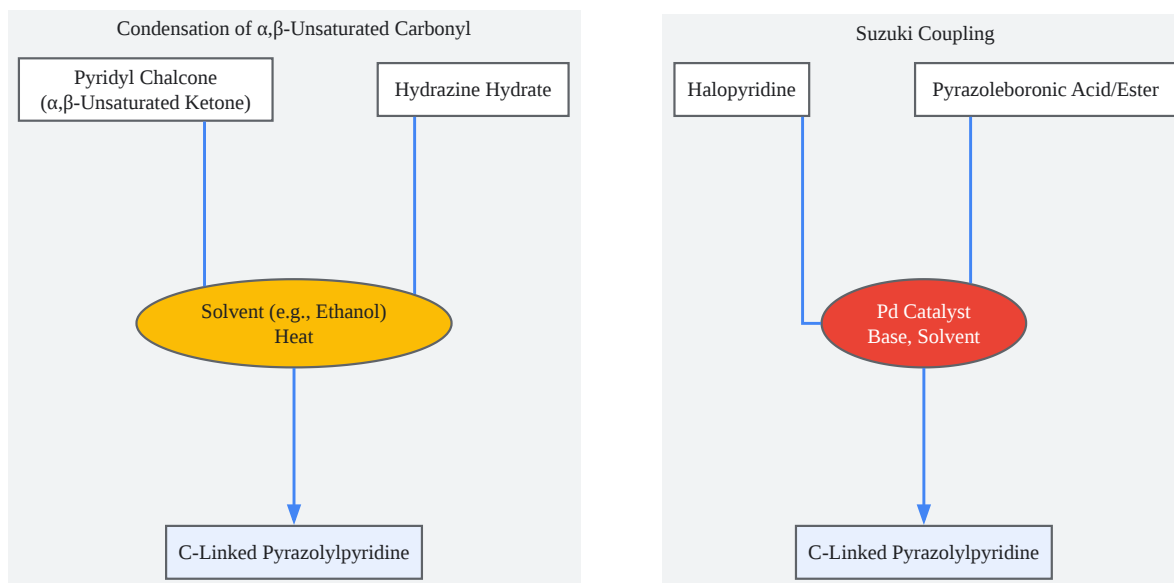 Condensation of α,β-Unsaturated Carbonyl
Pyridyl Chalcone
(α,β-Unsaturated Ketone)
Hydrazine Hydrate
Solvent (e.g., Ethanol)
Heat
C-Linked Pyrazolylpyridine
Suzuki Coupling
Halopyridine
Pyrazoleboronic Acid/Ester
Pd Catalyst
Base, Solvent
C-Linked Pyrazolylpyridine